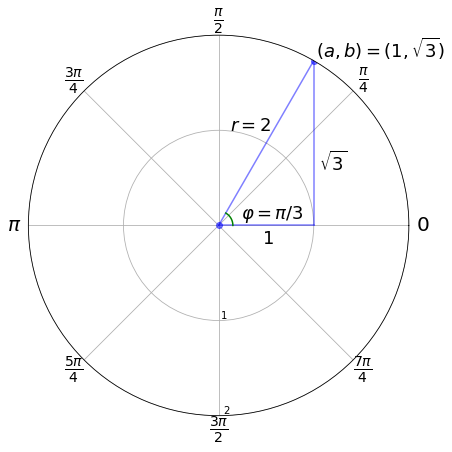 π/2
(a, b) = (1, √3)
3π/4
π/4
r = 2
√3
φ = π/3
π
0
1
1
5π/4
7π/4
2
3π/2